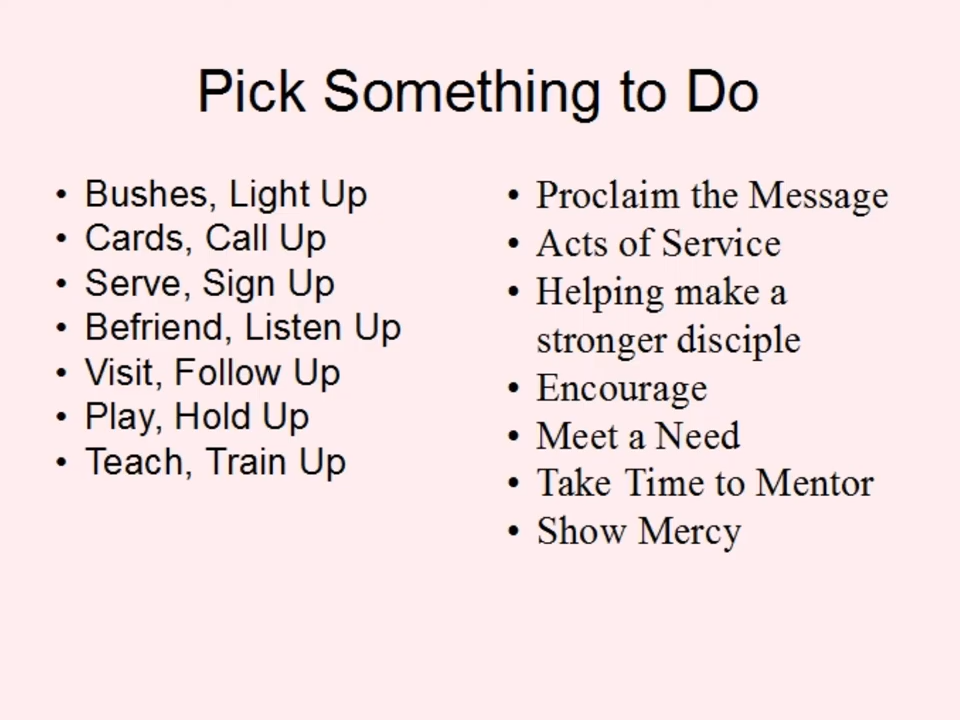 Pick Something to Do
• Bushes, Light Up
• Cards, Call Up
• Serve, Sign Up
• Befriend, Listen Up
• Visit, Follow Up
• Play, Hold Up
• Teach, Train Up
• Proclaim the Message
• Acts of Service
• Helping make a
stronger disciple
• Encourage
• Meet a Need
• Take Time to Mentor
• Show Mercy